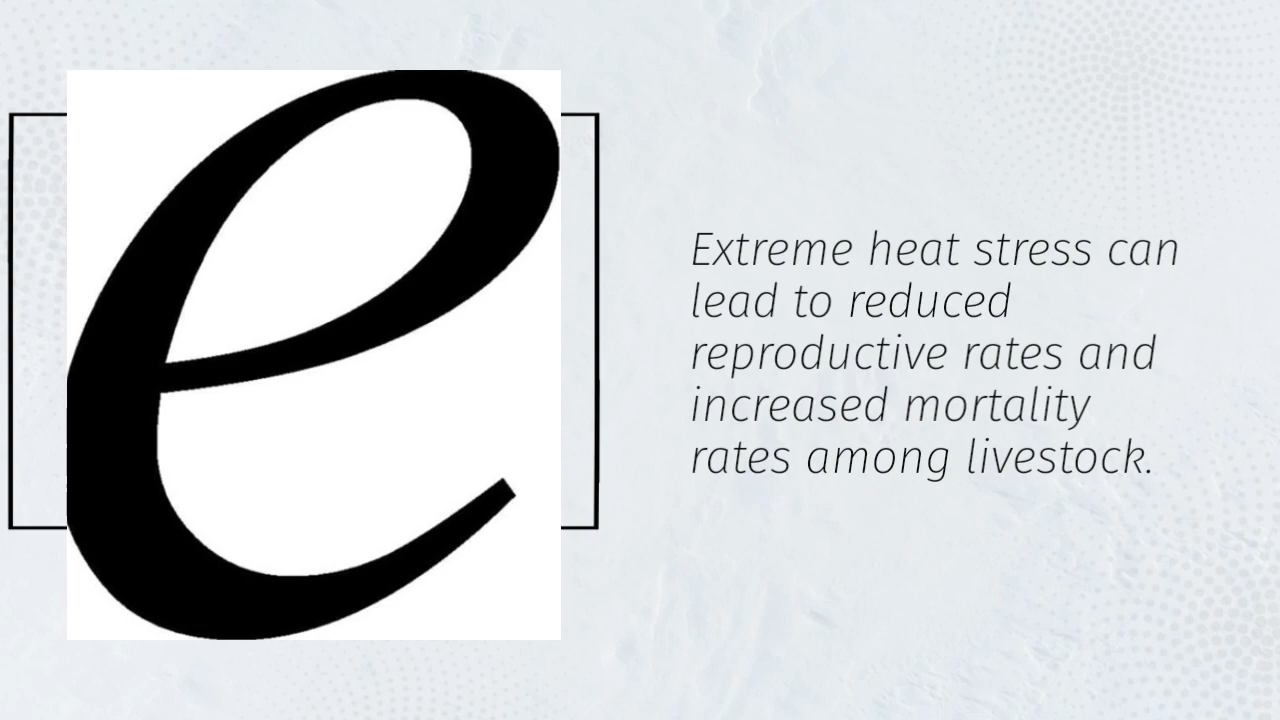 e
Extreme heat stress can
lead to reduced
reproductive rates and
increased mortality
rates among livestock.